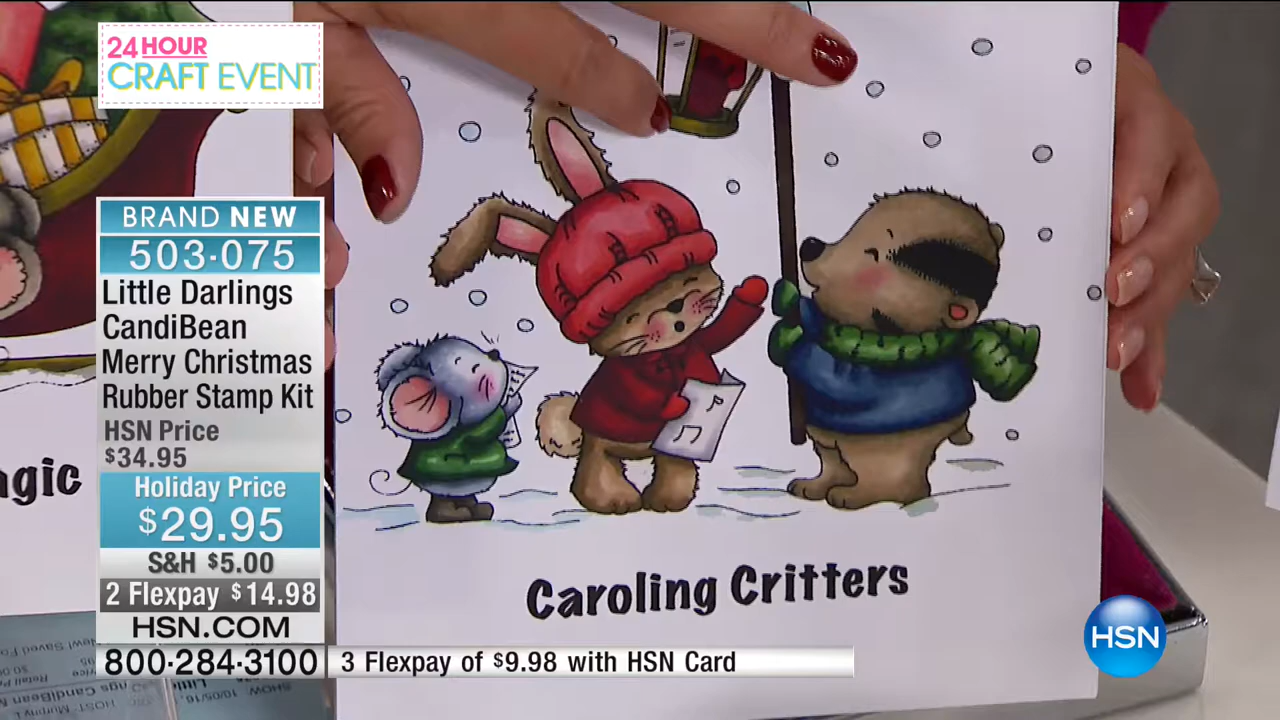 24 HOUR
CRAFT EVENT
BRAND NEW
503-075
Little Darlings
CandiBean
Merry Christmas
Rubber Stamp Kit
HSN Price
$34.95
Holiday Price
$29.95
S&H $5.00
2 Flexpay $14.98
HSN.COM
800-284-3100
3 Flexpay of $9.98 with HSN Card
agic
Caroling Critters
HSN